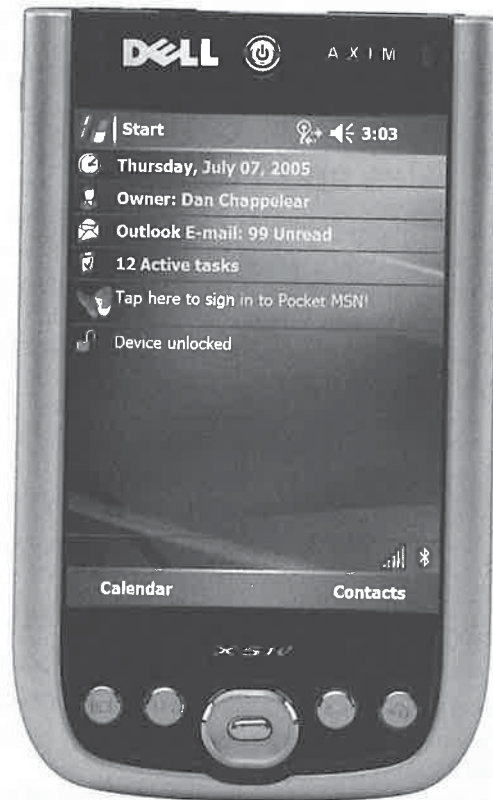 DELL AXIM
Start 3:03
Thursday, July 07, 2005
Owner: Dan Chappelear
Outlook E-mail: 99 Unread
12 Active tasks
Tap here to sign in to Pocket MSN!
Device unlocked
Calendar Contacts